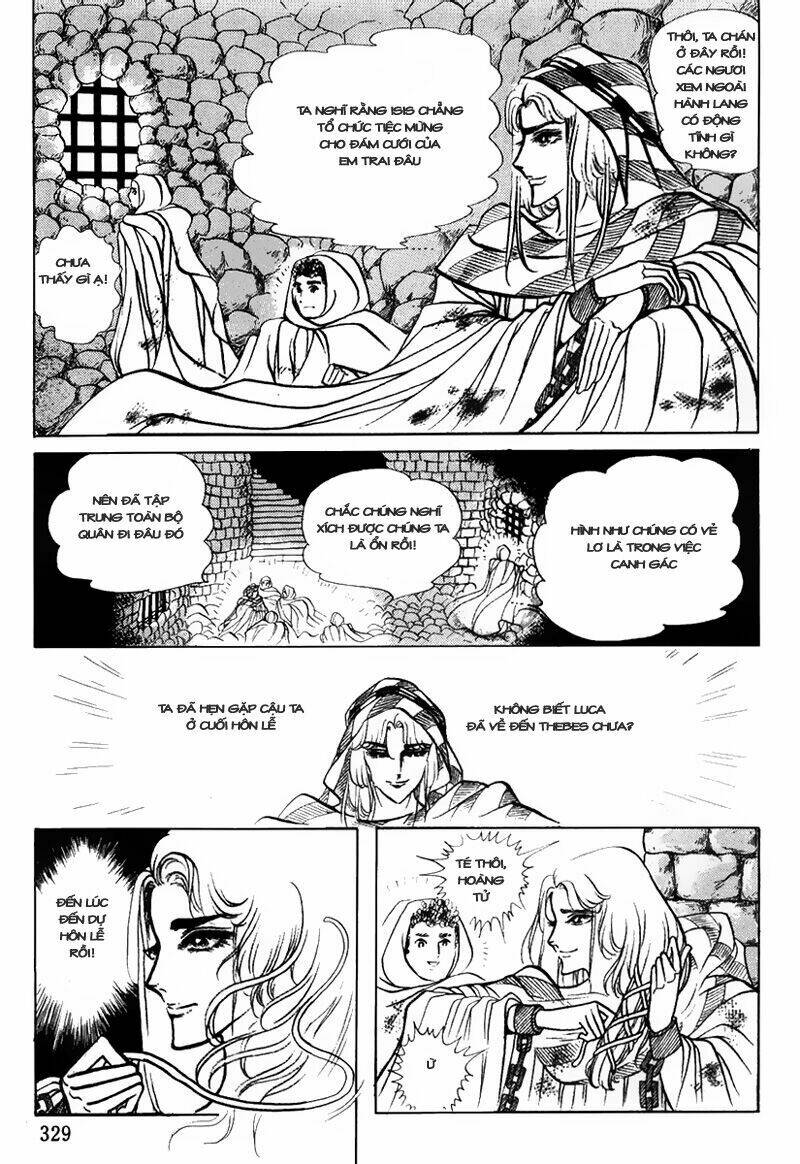 THÔI, TA CHÁN
Ở ĐÂY RỒI!
CÁC NGƯƠI
XEM NGOÀI
HÀNH LANG
CÓ ĐỘNG
TĨNH GÌ
KHÔNG?
TA NGHĨ RẰNG ISIS CHẲNG
TỔ CHỨC TIỆC MỪNG
CHO ĐÁM CƯỚI CỦA
EM TRAI ĐÂU
CHƯA
THẤY GÌ Ạ!
NÊN ĐÃ TẬP
TRUNG TOÀN BỘ
QUÂN ĐI ĐÂU ĐÓ
CHẮC CHÚNG NGHĨ
XÍCH ĐƯỢC CHÚNG TA
LÀ ỔN RỒI!
HÌNH NHƯ CHÚNG CÓ VẺ
LƠ LÀ TRONG VIỆC
CANH GÁC
TA ĐÃ HẸN GẶP CẬU TA
Ở CUỐI HÔN LỄ
KHÔNG BIẾT LUCA
ĐÃ VỀ ĐẾN THEBES CHƯA?
ĐẾN LÚC
ĐẾN DỰ
HÔN LỄ
RỒI!
TÉ THÔI,
HOÀNG
TỬ
Ừ
329